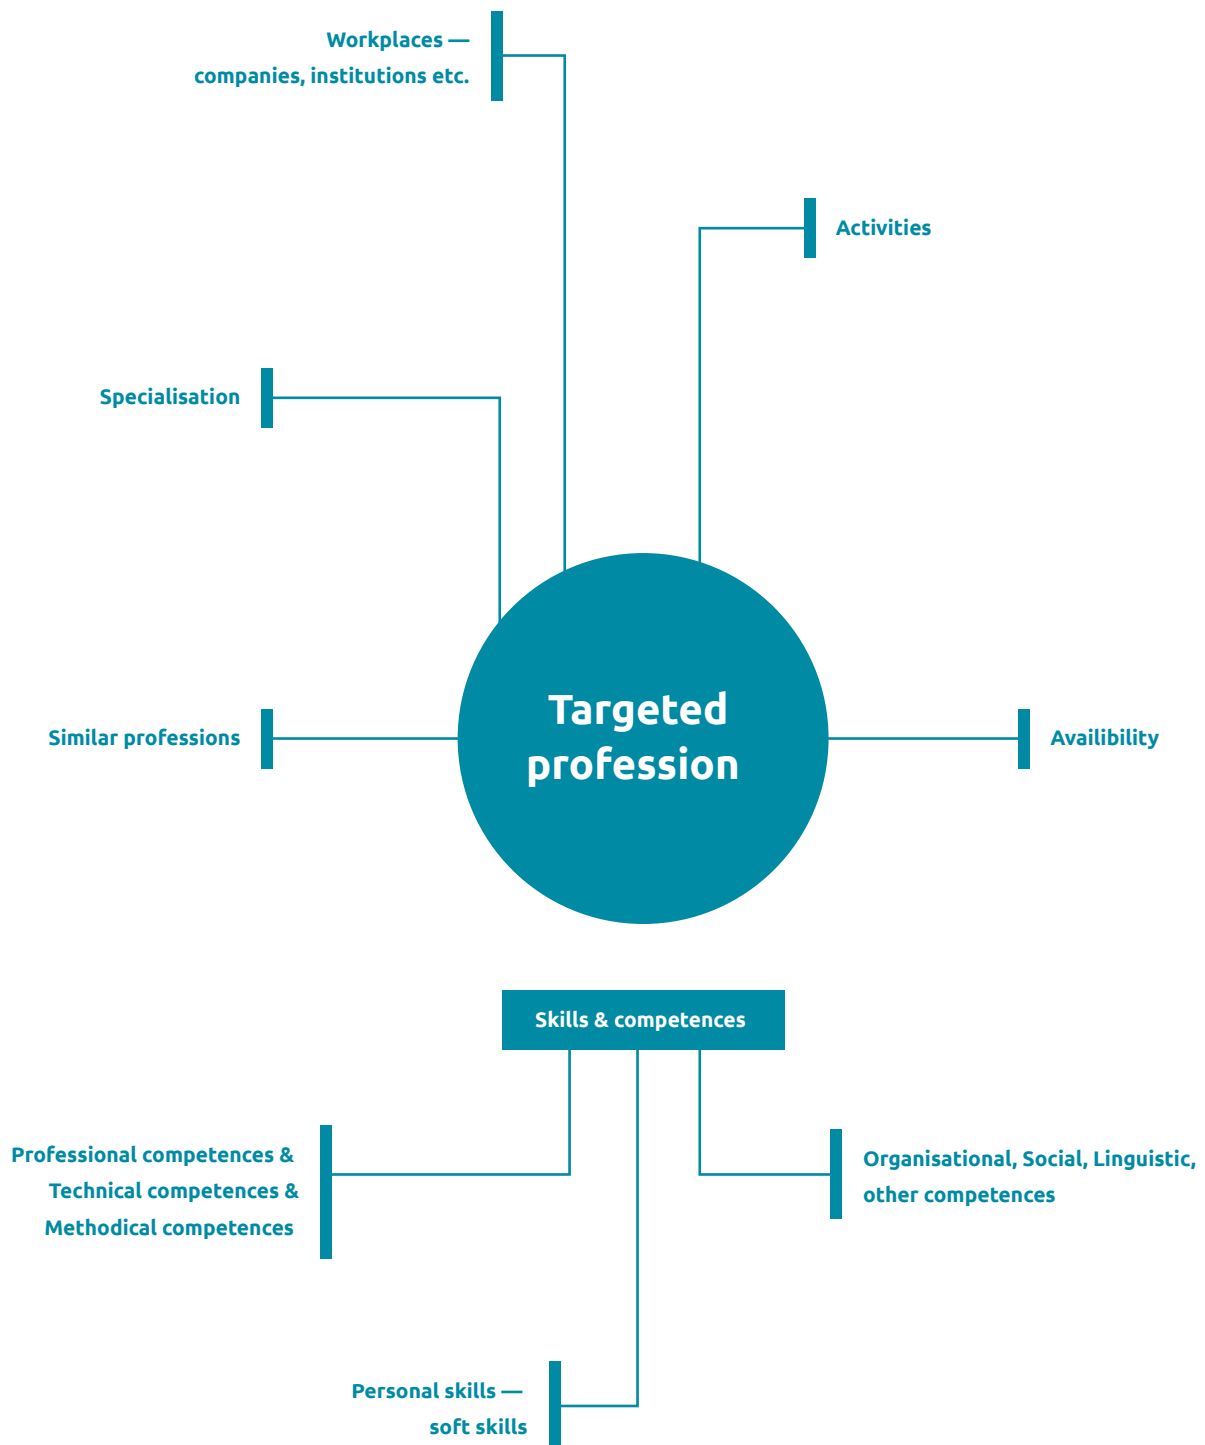 Workplaces —
companies, institutions etc.
Activities
Specialisation
Targeted
profession
Similar professions
Availibility
Skills & competences
Professional competences &
Technical competences &
Methodical competences
Organisational, Social, Linguistic,
other competences
Personal skills —
soft skills